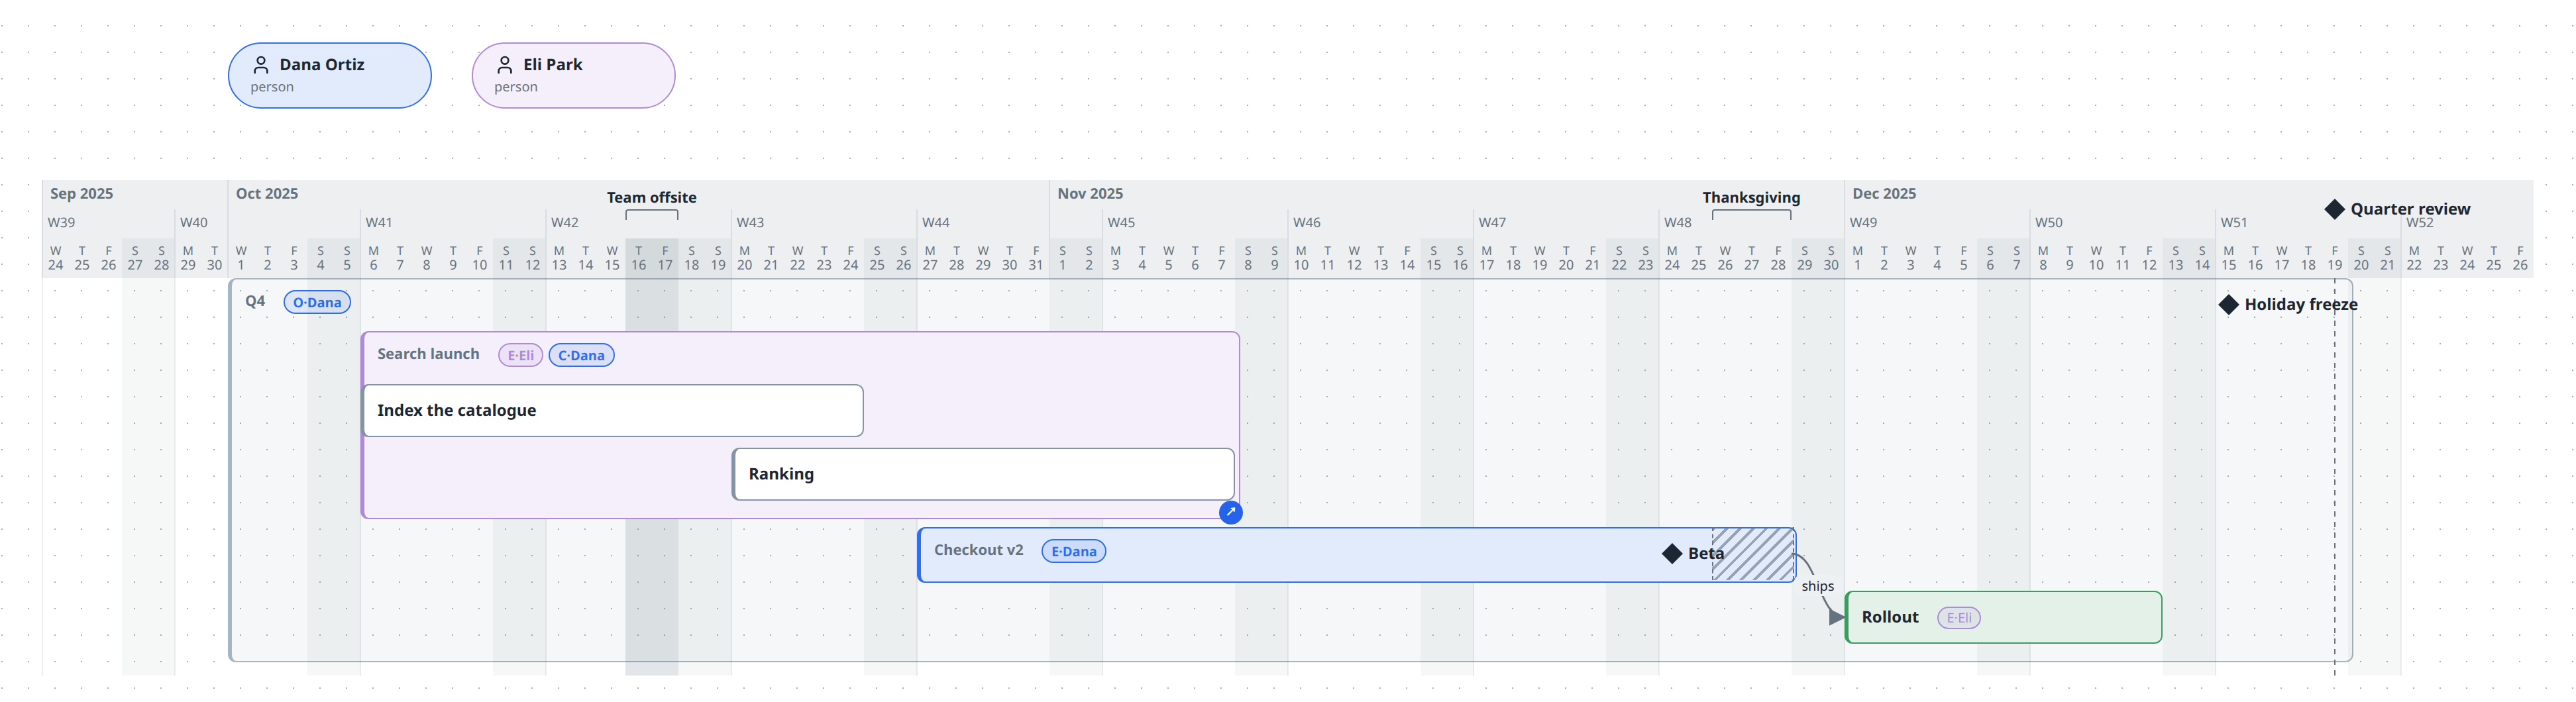 Dana Ortiz
person
Eli Park
person
Sep 2025 Oct 2025 Nov 2025 Dec 2025
Team offsite Thanksgiving Quarter review
W39 W40 W41 W42 W43 W44 W45 W46 W47 W48 W49 W50 W51 W52
W T F S S M T W T F S S M T W T F S S M T W T F S S M T W T F S S M T W T F S S M T W T F S S M T W T F S S M T W T F S S M T W T F S S M T W T F S S M T W T F S S M T W T F S S M T W T F S S M T W T F
24 25 26 27 28 29 30 1 2 3 4 5 6 7 8 9 10 11 12 13 14 15 16 17 18 19 20 21 22 23 24 25 26 27 28 29 30 31 1 2 3 4 5 6 7 8 9 10 11 12 13 14 15 16 17 18 19 20 21 22 23 24 25 26 27 28 29 30 1 2 3 4 5 6 7 8 9 10 11 12 13 14 15 16 17 18 19 20 21 22 23 24 25 26
Q4 O·Dana Holiday freeze
Search launch E·Eli C·Dana
Index the catalogue
Ranking
Checkout v2 E·Dana Beta
ships
Rollout E·Eli